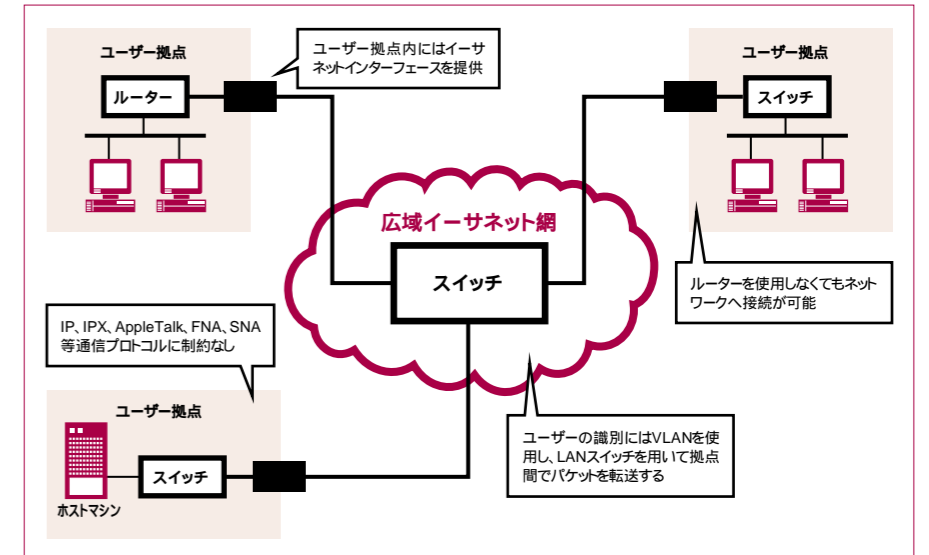 ユーザー拠点
ルーター
ユーザー拠点内にはイーサ
ネットインターフェースを提供
ユーザー拠点
スイッチ
広域イーサネット網
スイッチ
ルーターを使用しなくてもネット
ワークへ接続が可能
IP、IPX、AppleTalk、FNA、SNA
等通信プロトコルに制約なし
ユーザー拠点
スイッチ
ホストマシン
ユーザーの識別にはVLANを使
用し、LANスイッチを用いて拠点
間でパケットを転送する